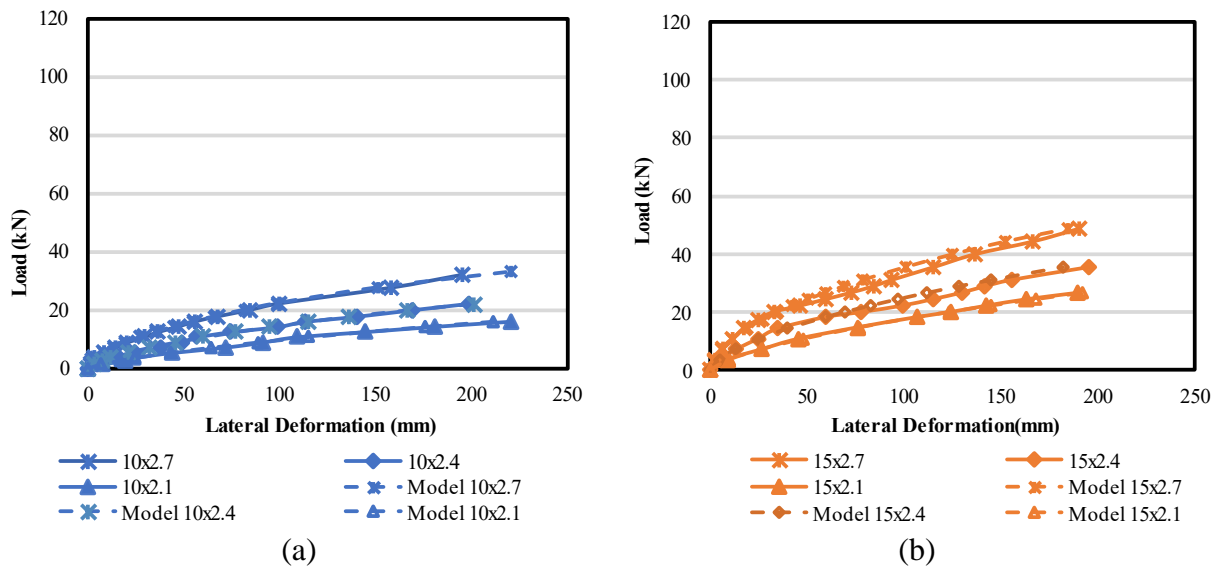 120
100
80
60
40
20
0
Load (kN)
0 50 100 150 200 250
Lateral Deformation (mm)
10x2.7 10x2.4
10x2.1 Model 10x2.7
Model 10x2.4 Model 10x2.1
(a)
120
100
80
60
40
20
0
Load (kN)
0 50 100 150 200 250
Lateral Deformation(mm)
15x2.7 15x2.4
15x2.1 Model 15x2.7
Model 15x2.4 Model 15x2.1
(b)